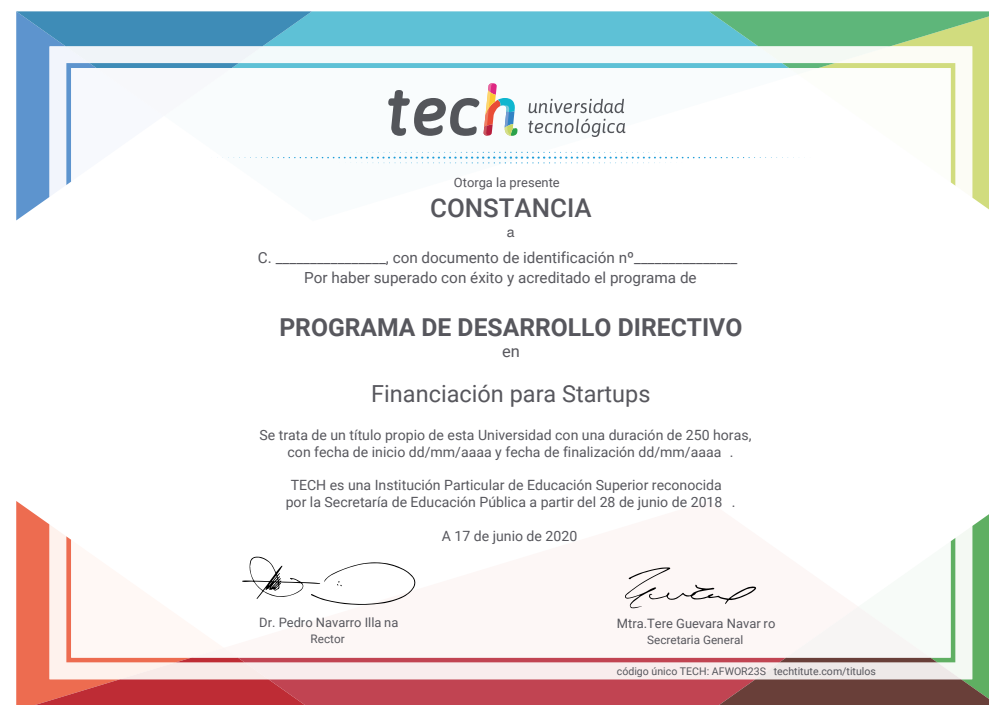 tech universidad
tecnológica
Otorga la presente
CONSTANCIA
a
C. ________________, con documento de identificación nº_______________
Por haber superado con éxito y acreditado el programa de
PROGRAMA DE DESARROLLO DIRECTIVO
en
Financiación para Startups
Se trata de un título propio de esta Universidad con una duración de 250 horas,
con fecha de inicio dd/mm/aaaa y fecha de finalización dd/mm/aaaa .
TECH es una Institución Particular de Educación Superior reconocida
por la Secretaría de Educación Pública a partir del 28 de junio de 2018 .
A 17 de junio de 2020
Dr. Pedro Navarro Illa na
Rector
Mtra.Tere Guevara Navar ro
Secretaria General
código único TECH: AFWOR23S techtitute.com/titulos